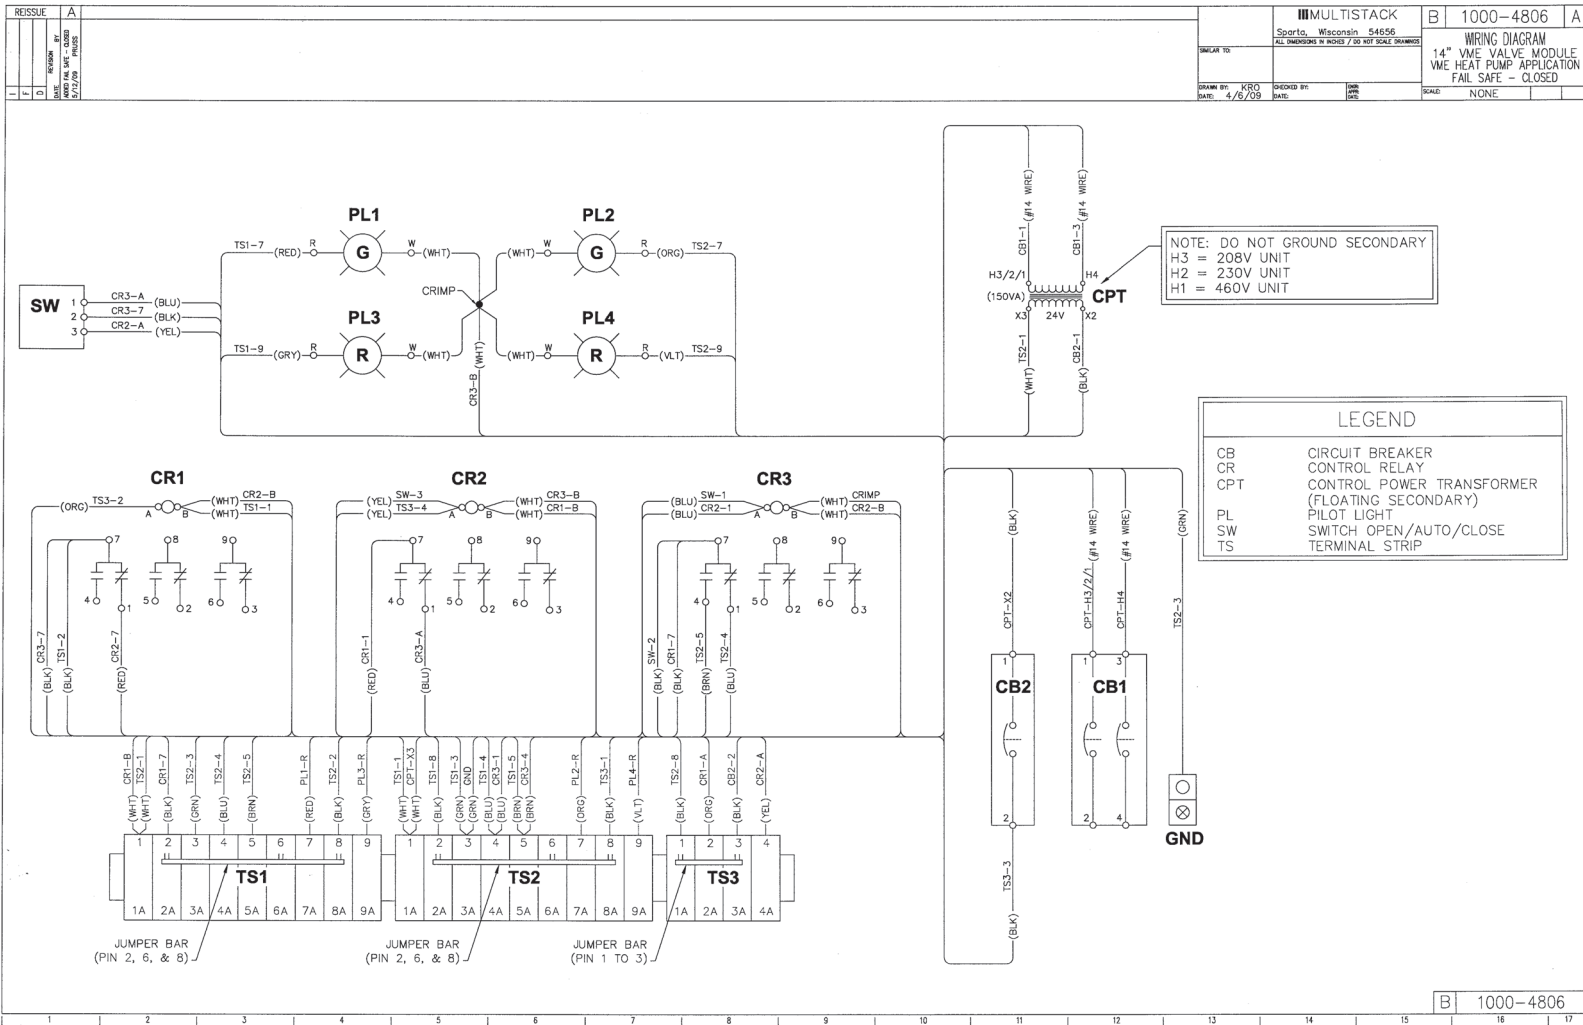 REISSUE A
I F D
DATE REVISION BY
ADDED FAIL SAFE - CLOSED
5/12/09 PRUSS
SIMILAR TO:
MULTISTACK
Sparta, Wisconsin 54656
ALL DIMENSIONS IN INCHES / DO NOT SCALE DRAWINGS
DRAWN BY: KRO
DATE: 4/6/09
CHECKED BY:
DATE:
DATE:
B 1000-4806 A
WIRING DIAGRAM
14" VME VALVE MODULE
VME HEAT PUMP APPLICATION
FAIL SAFE - CLOSED
SCALE: NONE
SW
1 CR3-A (BLU)
2 CR3-7 (BLK)
3 CR2-A (YEL)
PL1
TS1-7 (RED) R G W (WHT)
PL2
(WHT) W G R (ORG) TS2-7
CRIMP
PL3
TS1-9 (GRY) R R W (WHT)
PL4
(WHT) W R R (VLT) TS2-9
CR3-B (WHT)
CB1-1 (#14 WIRE)
CB1-3 (#14 WIRE)
H3/2/1 H4
(150VA) CPT
X3 24V X2
(WHT) TS2-1
(BLK) CB2-1
NOTE: DO NOT GROUND SECONDARY
H3 = 208V UNIT
H2 = 230V UNIT
H1 = 460V UNIT
LEGEND
CB CIRCUIT BREAKER
CR CONTROL RELAY
CPT CONTROL POWER TRANSFORMER
(FLOATING SECONDARY)
PL PILOT LIGHT
SW SWITCH OPEN/AUTO/CLOSE
TS TERMINAL STRIP
CR1
(ORG) TS3-2 A B (WHT) CR2-B
(WHT) TS1-1
7 8 9
4 1 5 2 6 3
(BLK) CR3-7
(BLK) TS1-2
(RED) CR2-7
CR2
(YEL) SW-3 (WHT) CR3-B
(YEL) TS3-4 A B (WHT) CR1-B
7 8 9
4 1 5 2 6 3
(RED) CR1-1
(BLU) CR3-A
CR3
(BLU) SW-1 (WHT) CRIMP
(BLU) CR2-1 A B (WHT) CR2-B
7 8 9
4 1 5 2 6 3
(BLK) SW-2
(BLK) CR1-7
(BRN) TS2-5
(BLU) TS2-4
CPT-X2 (BLK)
CPT-H3/2/1 (#14 WIRE)
CPT-H4 (#14 WIRE)
TS2-3 (GRN)
1 CB2 2
1 3 CB1 2 4
GND
(BLK) TS3-3
(WHT) CR1-B
(WHT) TS2-1
(BLK) CR1-7
(GRN) TS2-3
(BLU) TS2-4
(BRN) TS2-5
(RED) PL1-R
(BLK) TS2-2
(GRY) PL3-R
(WHT) TS1-1
(WHT) CPT-X3
(BLK) TS1-8
(GRN) TS1-3
(GRN) GND
(BLU) TS1-4
(BLU) CR3-1
(BRN) TS1-5
(BRN) CR3-4
(ORG) PL2-R
(BLK) TS3-1
(VLT) PL4-R
(BLK) TS2-8
(ORG) CR1-A
(BLK) CB2-2
(YEL) CR2-A
1 2 3 4 5 6 7 8 9
TS1
1A 2A 3A 4A 5A 6A 7A 8A 9A
1 2 3 4 5 6 7 8 9
TS2
1A 2A 3A 4A 5A 6A 7A 8A 9A
1 2 3 4
TS3
1A 2A 3A 4A
JUMPER BAR
(PIN 2, 6, & 8)
JUMPER BAR
(PIN 2, 6, & 8)
JUMPER BAR
(PIN 1 TO 3)
B 1000-4806
1 2 3 4 5 6 7 8 9 10 11 12 13 14 15 16 17